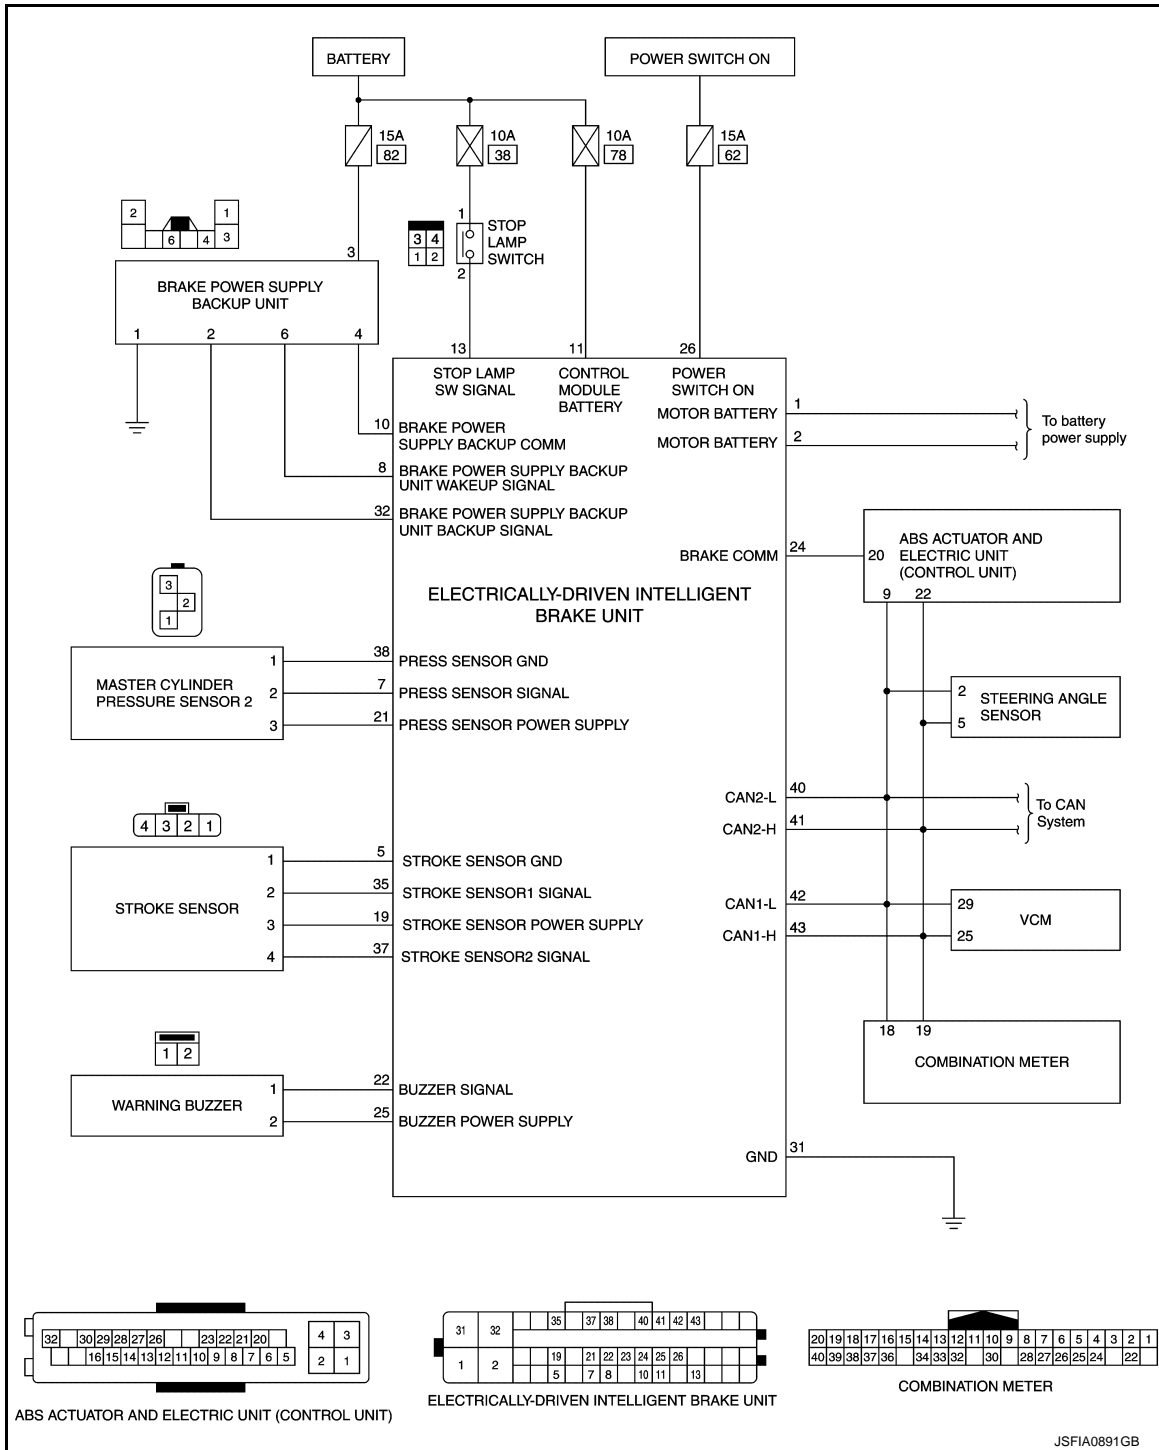 BATTERY
POWER SWITCH ON
15A
82
10A
38
10A
78
15A
62
2
1
6
4
3
3
4
1
2
1
STOP
LAMP
SWITCH
2
3
BRAKE POWER SUPPLY
BACKUP UNIT
1 2 6 4
13
11
26
STOP LAMP
SW SIGNAL
CONTROL
MODULE
BATTERY
POWER
SWITCH ON
MOTOR BATTERY
1
MOTOR BATTERY
2
To battery
power supply
10
BRAKE POWER
SUPPLY BACKUP COMM
8
BRAKE POWER SUPPLY BACKUP
UNIT WAKEUP SIGNAL
32
BRAKE POWER SUPPLY BACKUP
UNIT BACKUP SIGNAL
BRAKE COMM
24
20
ABS ACTUATOR AND
ELECTRIC UNIT
(CONTROL UNIT)
9 22
ELECTRICALLY-DRIVEN INTELLIGENT
BRAKE UNIT
3
2
1
MASTER CYLINDER
PRESSURE SENSOR 2
1
38
PRESS SENSOR GND
2
7
PRESS SENSOR SIGNAL
3
21
PRESS SENSOR POWER SUPPLY
2
5
STEERING ANGLE
SENSOR
CAN2-L
40
CAN2-H
41
To CAN
System
4 3 2 1
STROKE SENSOR
1
5
STROKE SENSOR GND
2
35
STROKE SENSOR1 SIGNAL
3
19
STROKE SENSOR POWER SUPPLY
4
37
STROKE SENSOR2 SIGNAL
CAN1-L
42
29
CAN1-H
43
25
VCM
18 19
COMBINATION METER
1 2
WARNING BUZZER
1
22
BUZZER SIGNAL
2
25
BUZZER POWER SUPPLY
GND
31
32 30 29 28 27 26 23 22 21 20
16 15 14 13 12 11 10 9 8 7 6 5
4 3
2 1
ABS ACTUATOR AND ELECTRIC UNIT (CONTROL UNIT)
31 32
1 2
35 37 38 40 41 42 43
19 21 22 23 24 25 26
5 7 8 10 11 13
ELECTRICALLY-DRIVEN INTELLIGENT BRAKE UNIT
20 19 18 17 16 15 14 13 12 11 10 9 8 7 6 5 4 3 2 1
40 39 38 37 36 34 33 32 30 28 27 26 25 24 22
COMBINATION METER
JSFIA0891GB